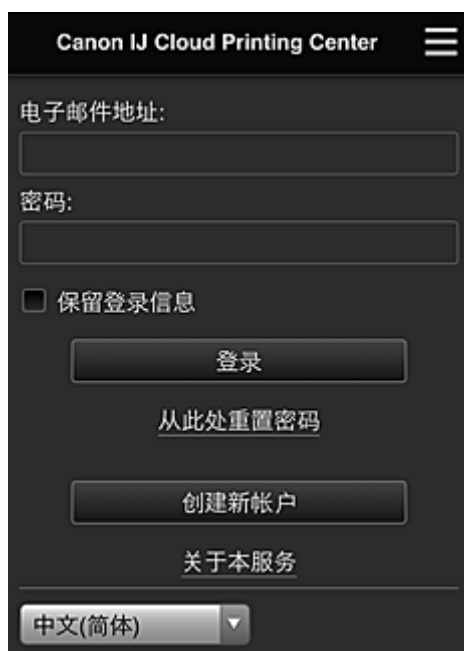 Canon IJ Cloud Printing Center
电子邮件地址:
密码:
保留登录信息
登录
从此处重置密码
创建新帐户
关于本服务
中文(简体)